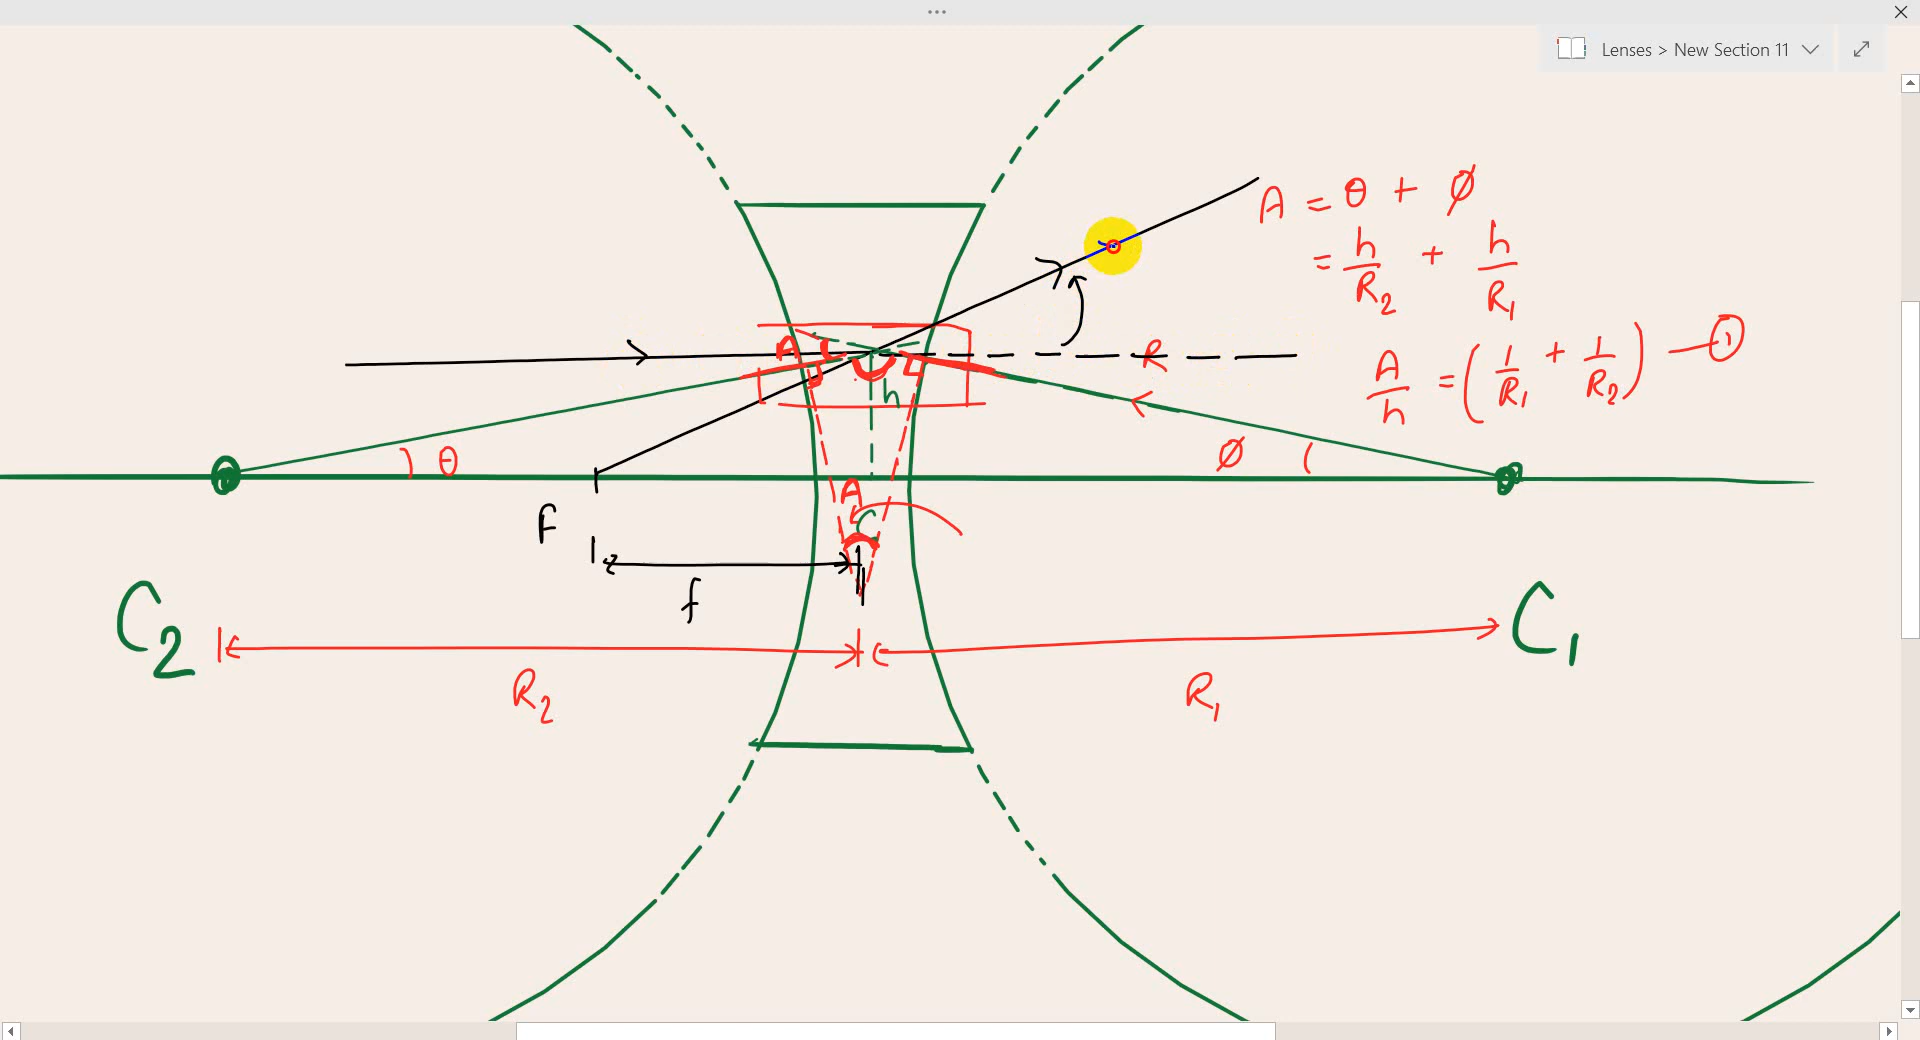 Lenses > New Section 11
A = θ + ø
= h/R₂ + h/R₁
A/h = (1/R₁ + 1/R₂) — ①
A
R
h
θ
ø
A
F
C
f
C₂
C₁
R₂
R₁